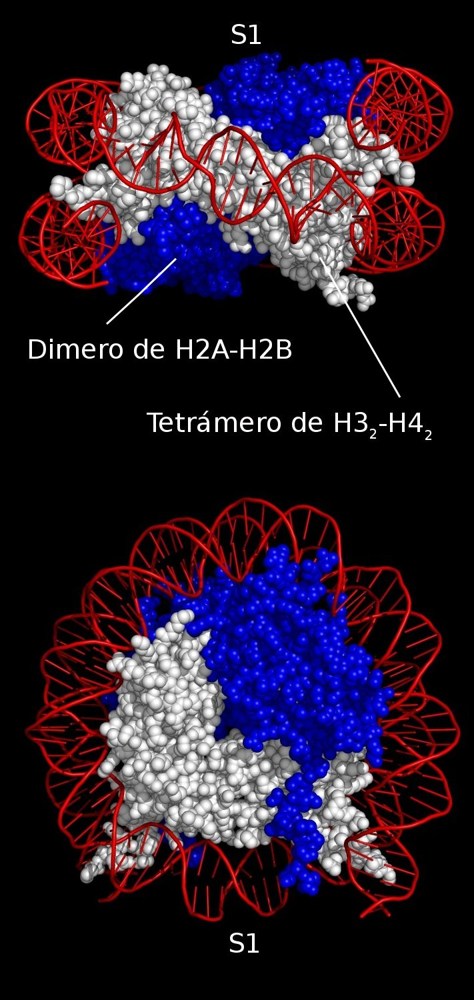 S1
Dimero de H2A-H2B
Tetrámero de H3₂-H4₂
S1